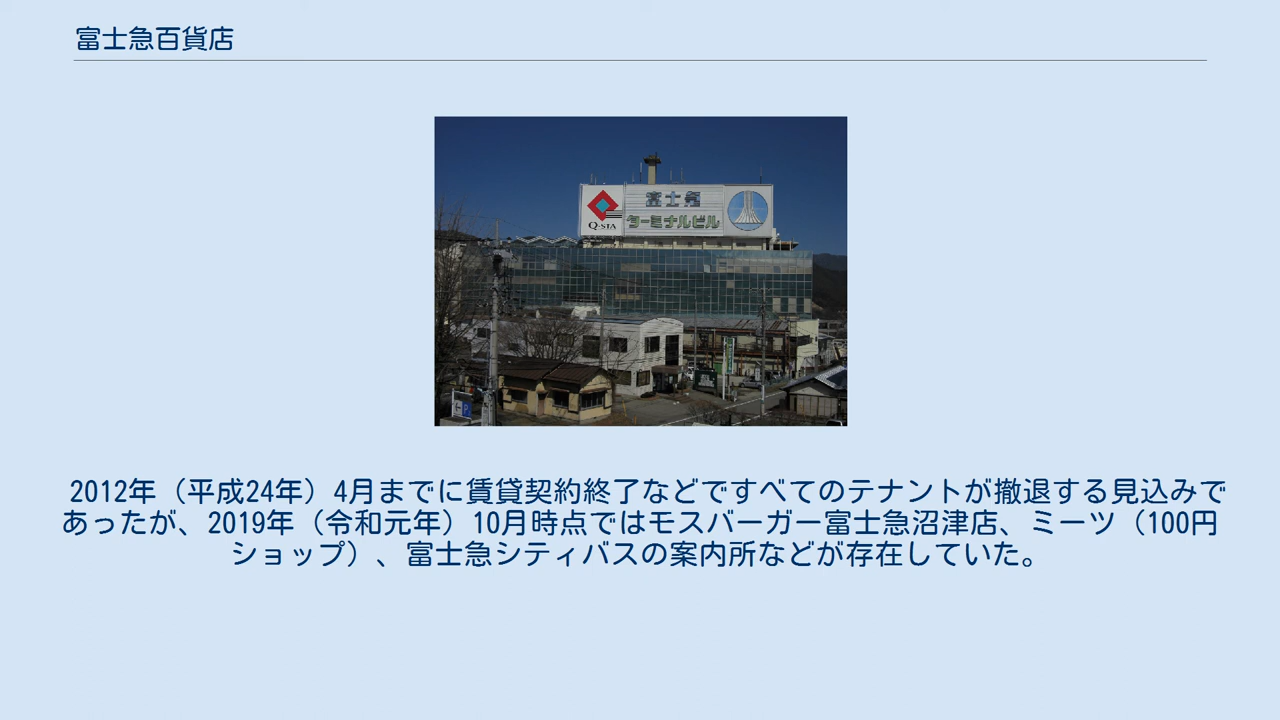 富士急百貨店
富士急
Q-STA
ターミナルビル
P
2012年（平成24年）4月までに賃貸契約終了などですべてのテナントが撤退する見込みで
あったが、2019年（令和元年）10月時点ではモスバーガー富士急沼津店、ミーツ（100円
ショップ）、富士急シティバスの案内所などが存在していた。